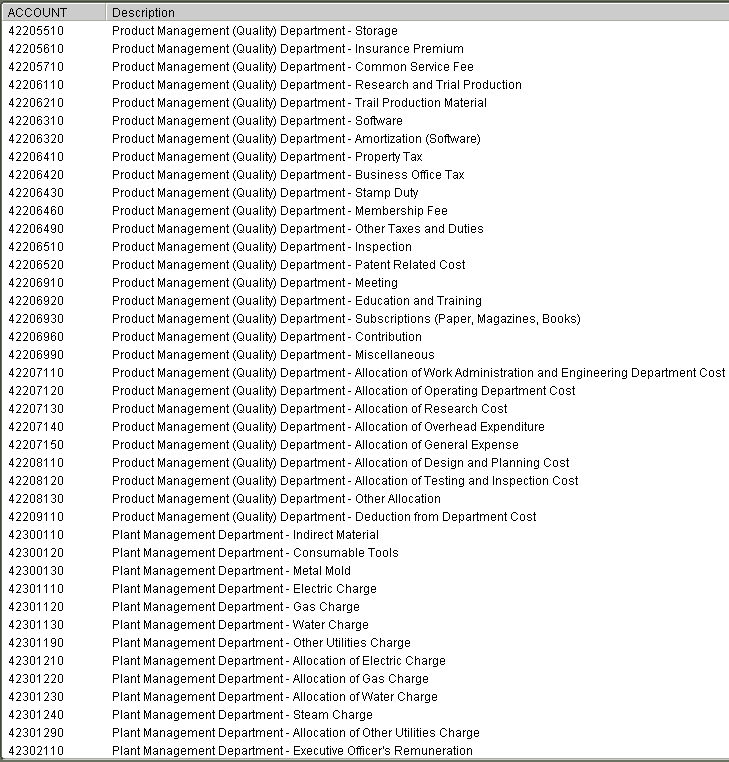 ACCOUNT Description
42205510 Product Management (Quality) Department - Storage
42205610 Product Management (Quality) Department - Insurance Premium
42205710 Product Management (Quality) Department - Common Service Fee
42206110 Product Management (Quality) Department - Research and Trial Production
42206210 Product Management (Quality) Department - Trail Production Material
42206310 Product Management (Quality) Department - Software
42206320 Product Management (Quality) Department - Amortization (Software)
42206410 Product Management (Quality) Department - Property Tax
42206420 Product Management (Quality) Department - Business Office Tax
42206430 Product Management (Quality) Department - Stamp Duty
42206460 Product Management (Quality) Department - Membership Fee
42206490 Product Management (Quality) Department - Other Taxes and Duties
42206510 Product Management (Quality) Department - Inspection
42206520 Product Management (Quality) Department - Patent Related Cost
42206910 Product Management (Quality) Department - Meeting
42206920 Product Management (Quality) Department - Education and Training
42206930 Product Management (Quality) Department - Subscriptions (Paper, Magazines, Books)
42206960 Product Management (Quality) Department - Contribution
42206990 Product Management (Quality) Department - Miscellaneous
42207110 Product Management (Quality) Department - Allocation of Work Administration and Engineering Department Cost
42207120 Product Management (Quality) Department - Allocation of Operating Department Cost
42207130 Product Management (Quality) Department - Allocation of Research Cost
42207140 Product Management (Quality) Department - Allocation of Overhead Expenditure
42207150 Product Management (Quality) Department - Allocation of General Expense
42208110 Product Management (Quality) Department - Allocation of Design and Planning Cost
42208120 Product Management (Quality) Department - Allocation of Testing and Inspection Cost
42208130 Product Management (Quality) Department - Other Allocation
42209110 Product Management (Quality) Department - Deduction from Department Cost
42300110 Plant Management Department - Indirect Material
42300120 Plant Management Department - Consumable Tools
42300130 Plant Management Department - Metal Mold
42301110 Plant Management Department - Electric Charge
42301120 Plant Management Department - Gas Charge
42301130 Plant Management Department - Water Charge
42301190 Plant Management Department - Other Utilities Charge
42301210 Plant Management Department - Allocation of Electric Charge
42301220 Plant Management Department - Allocation of Gas Charge
42301230 Plant Management Department - Allocation of Water Charge
42301240 Plant Management Department - Steam Charge
42301290 Plant Management Department - Allocation of Other Utilities Charge
42302110 Plant Management Department - Executive Officer's Remuneration